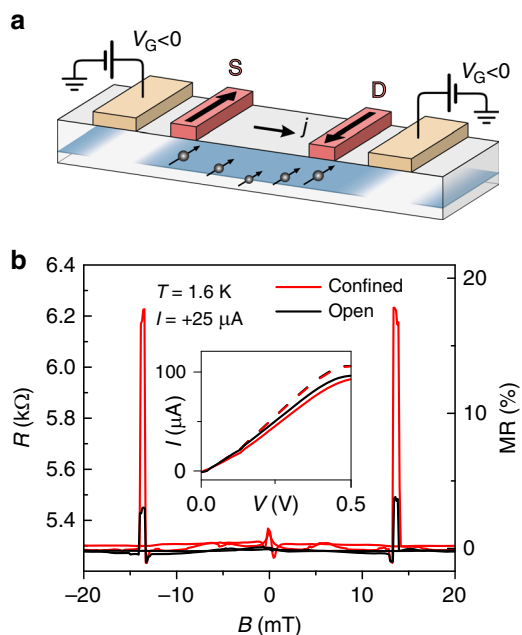 a
V_G<0
S
D
V_G<0
j
b
6.4
6.2
6.0
5.8
5.6
5.4
R (kΩ)
T = 1.6 K
I = +25 μA
Confined
Open
100
0
I (μA)
0.0
0.5
V (V)
20
10
0
MR (%)
−20
−10
0
10
20
B (mT)